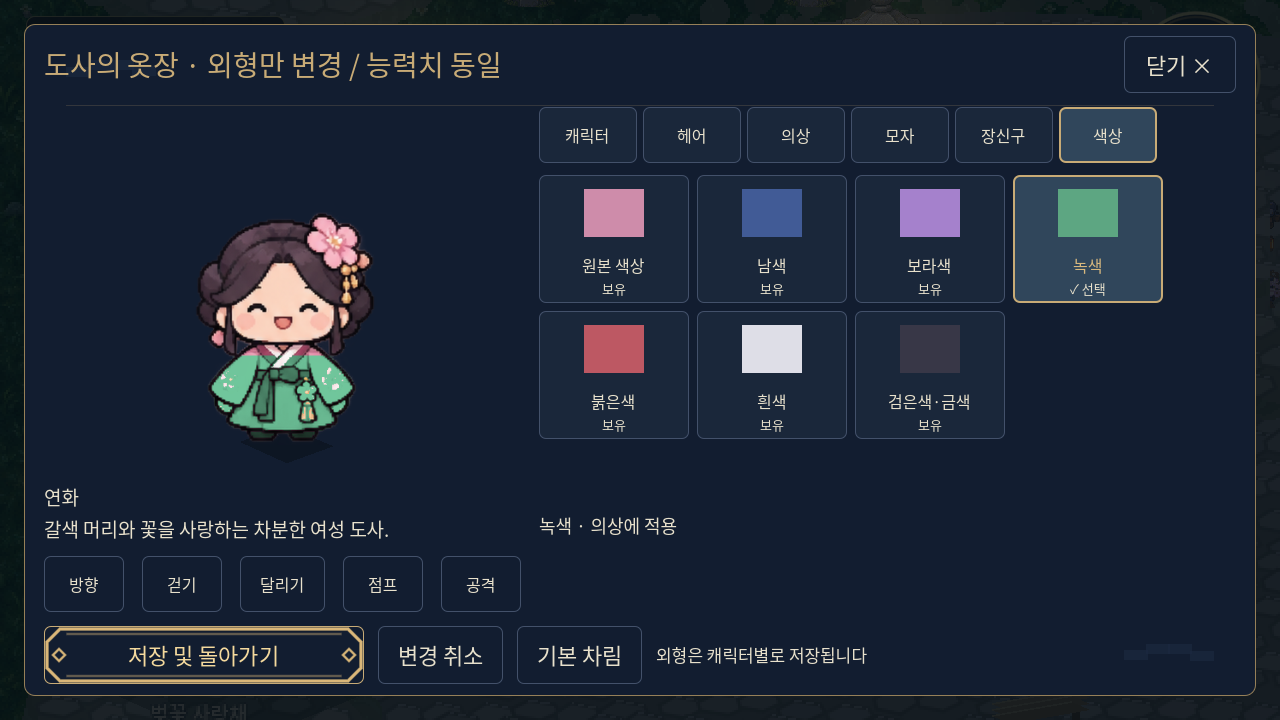 도사의 옷장 · 외형만 변경 / 능력치 동일
닫기 ×
캐릭터
헤어
의상
모자
장신구
색상
원본 색상
보유
남색
보유
보라색
보유
녹색
✓ 선택
붉은색
보유
흰색
보유
검은색·금색
보유
연화
갈색 머리와 꽃을 사랑하는 차분한 여성 도사.
녹색 · 의상에 적용
방향
걷기
달리기
점프
공격
저장 및 돌아가기
변경 취소
기본 차림
외형은 캐릭터별로 저장됩니다